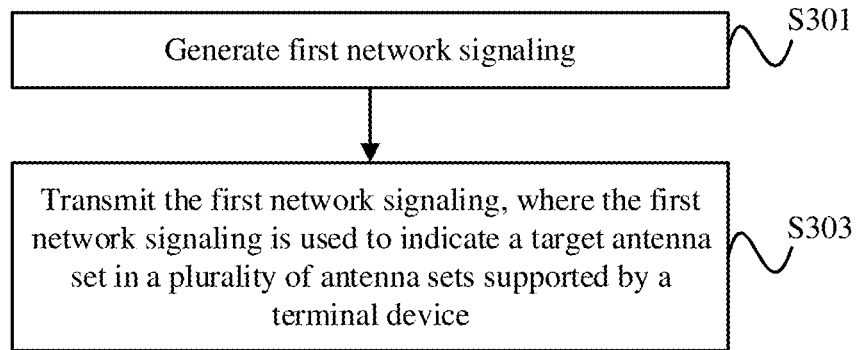 S301
Generate first network signaling
Transmit the first network signaling, where the first
network signaling is used to indicate a target antenna
set in a plurality of antenna sets supported by a
terminal device
S303